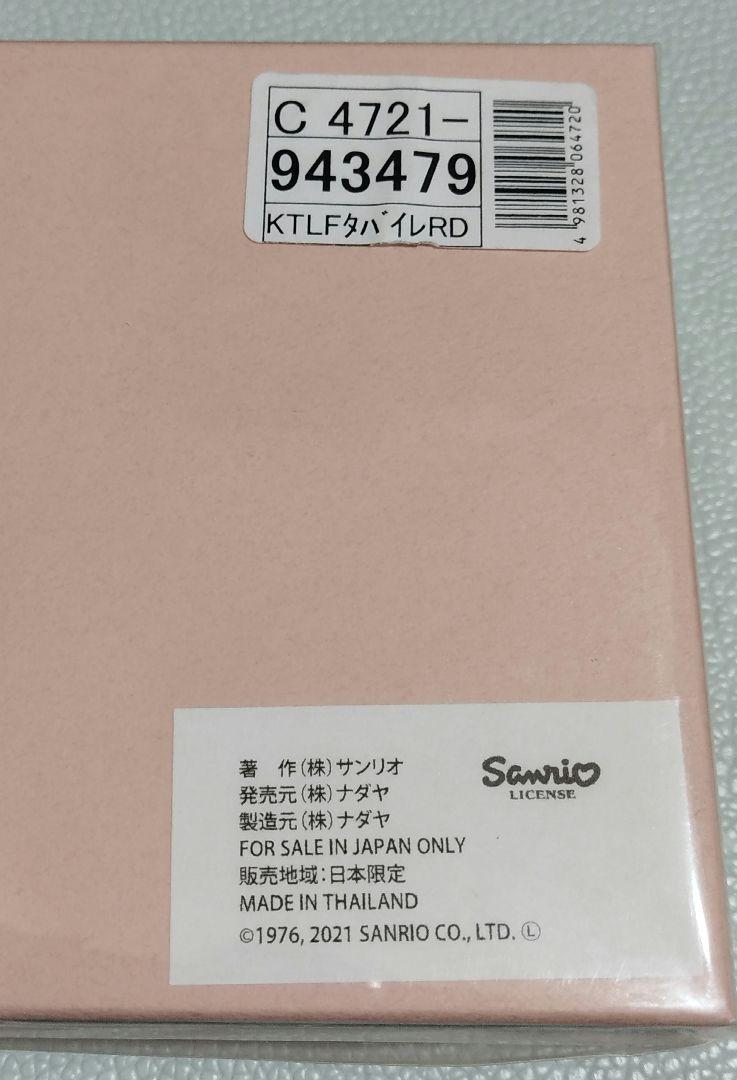 C 4721-
943479
KTLFﾀﾊﾞｲﾚRD
4 981328 064720
著　作(株)サンリオ
発売元(株)ナダヤ
製造元(株)ナダヤ
FOR SALE IN JAPAN ONLY
販売地域:日本限定
MADE IN THAILAND
©1976, 2021 SANRIO CO., LTD. Ⓛ
Sanrio
LICENSE